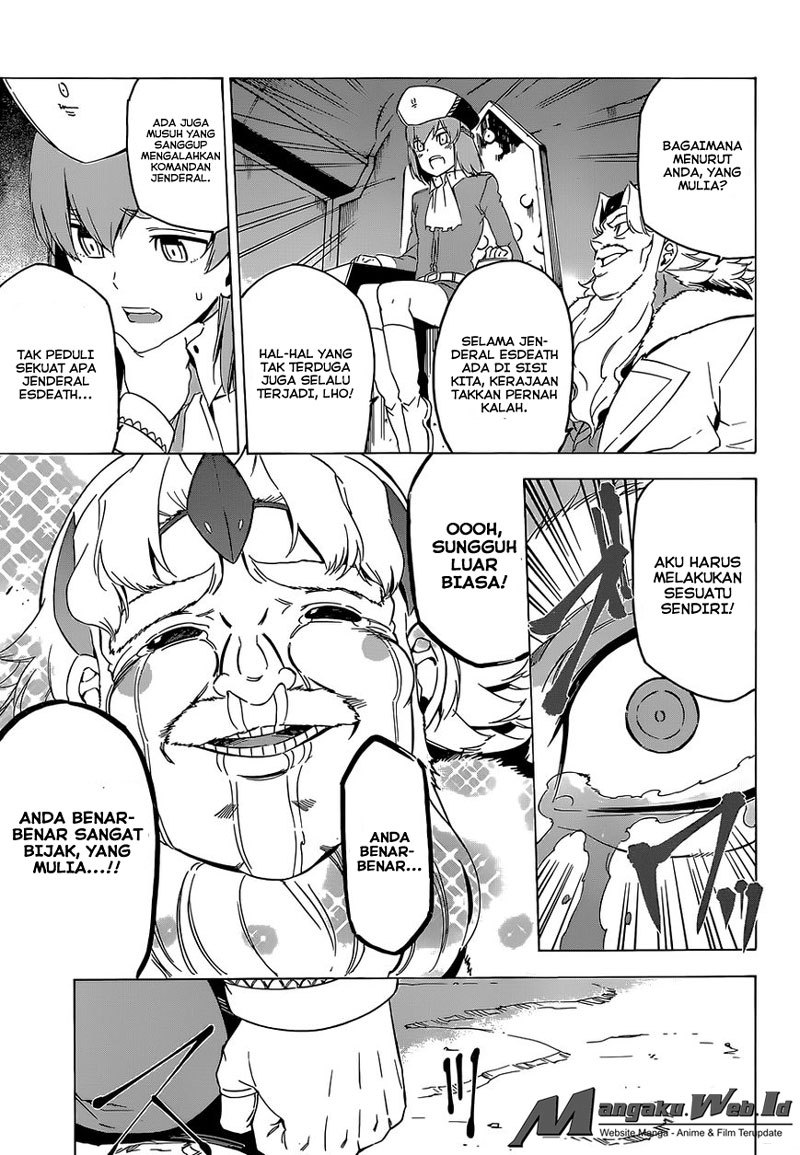 BAGAIMANA
MENURUT
ANDA, YANG
MULIA?
SELAMA JEN-
DERAL ESDEATH
ADA DI SISI
KITA, KERAJAAN
TAKKAN PERNAH
KALAH.
HAL-HAL YANG
TAK TERDUGA
JUGA SELALU
TERJADI, LHO!
ADA JUGA
MUSUH YANG
SANGGUP
MENGALAHKAN
KOMANDAN
JENDERAL.
TAK PEDULI
SEKUAT APA
JENDERAL
ESDEATH...
AKU HARUS
MELAKUKAN
SESUATU
SENDIRI!
OOOH,
SUNGGUH
LUAR
BIASA!
ANDA
BENAR-
BENAR...
ANDA BENAR-
BENAR SANGAT
BIJAK, YANG
MULIA...!!
Mangaku.Web.Id
Website Manga - Anime & Film Terupdate